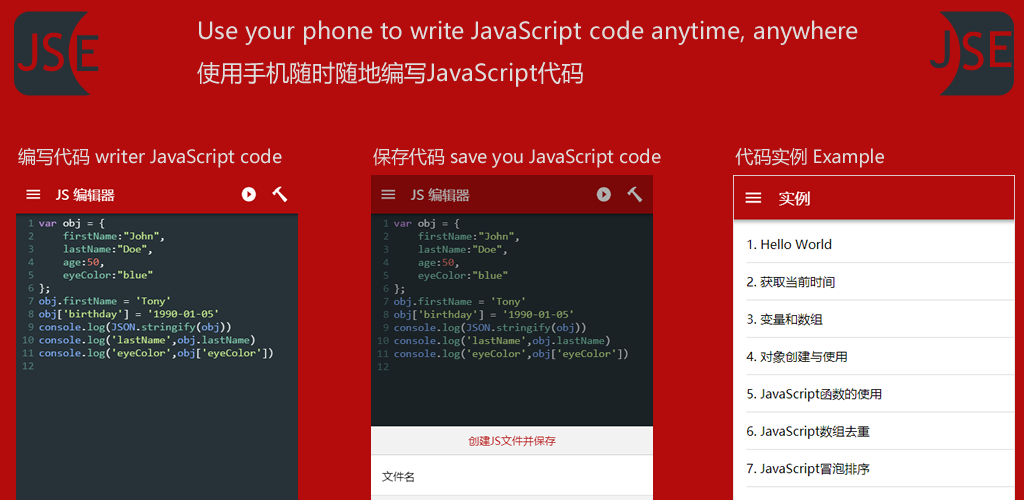 JSE
Use your phone to write JavaScript code anytime, anywhere
使用手机随时随地编写JavaScript代码
JSE
编写代码 writer JavaScript code
JS 编辑器
1 var obj = {
2 firstName:"John",
3 lastName:"Doe",
4 age:50,
5 eyeColor:"blue"
6 };
7 obj.firstName = 'Tony'
8 obj['birthday'] = '1990-01-05'
9 console.log(JSON.stringify(obj))
10 console.log('lastName',obj.lastName)
11 console.log('eyeColor',obj['eyeColor'])
12
保存代码 save you JavaScript code
JS 编辑器
1 var obj = {
2 firstName:"John",
3 lastName:"Doe",
4 age:50,
5 eyeColor:"blue"
6 };
7 obj.firstName = 'Tony'
8 obj['birthday'] = '1990-01-05'
9 console.log(JSON.stringify(obj))
10 console.log('lastName',obj.lastName)
11 console.log('eyeColor',obj['eyeColor'])
12
创建JS文件并保存
文件名
代码实例 Example
实例
1. Hello World
2. 获取当前时间
3. 变量和数组
4. 对象创建与使用
5. JavaScript函数的使用
6. JavaScript数组去重
7. JavaScript冒泡排序